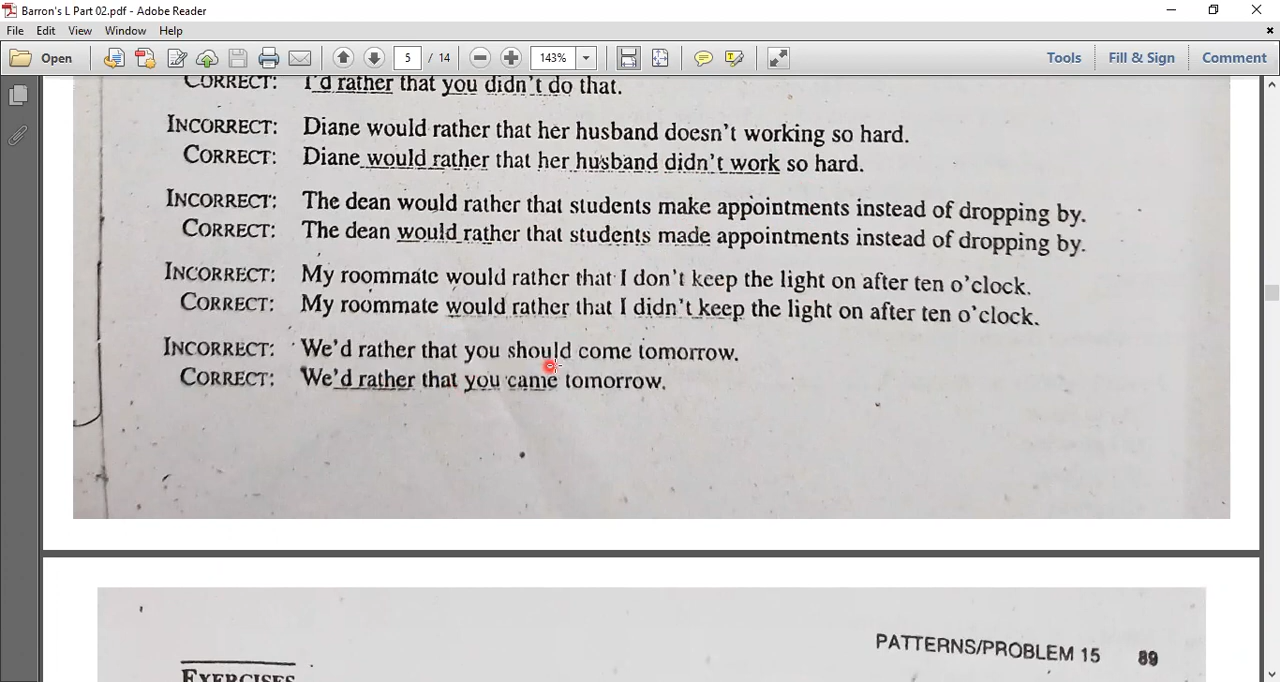 Barron's L Part 02.pdf - Adobe Reader
File Edit View Window Help
Open 5 / 14 143% Tools Fill & Sign Comment
CORRECT: I'd rather that you didn't do that.
INCORRECT: Diane would rather that her husband doesn't working so hard.
CORRECT: Diane would rather that her husband didn't work so hard.
INCORRECT: The dean would rather that students make appointments instead of dropping by.
CORRECT: The dean would rather that students made appointments instead of dropping by.
INCORRECT: My roommate would rather that I don't keep the light on after ten o'clock.
CORRECT: My roommate would rather that I didn't keep the light on after ten o'clock.
INCORRECT: We'd rather that you should come tomorrow.
CORRECT: We'd rather that you came tomorrow.
PATTERNS/PROBLEM 15 89
EXERCISES